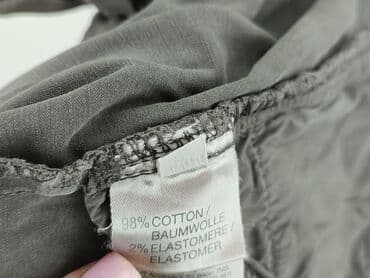 98% COTTON /
BAUMWOLLE
2% ELASTOMERE /
ELASTOMER